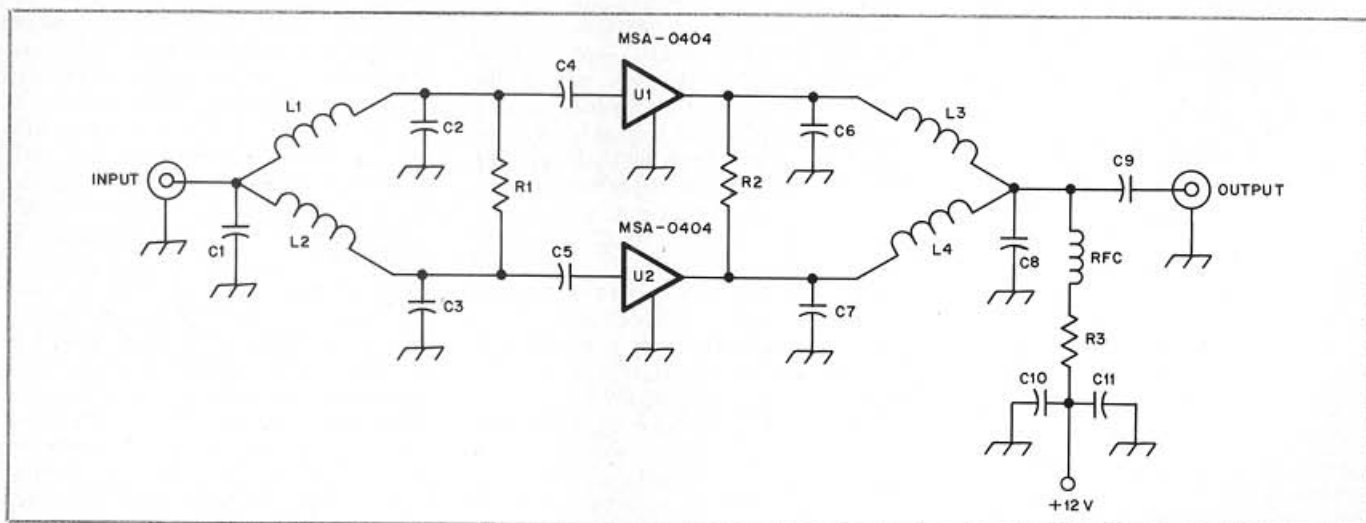 MSA-0404
C4
U1
L1
C2
R1
INPUT
C1
L2
C3
MSA-0404
C5
U2
R2
C6
C7
L3
L4
C8
C9
OUTPUT
RFC
R3
C10
C11
+12V